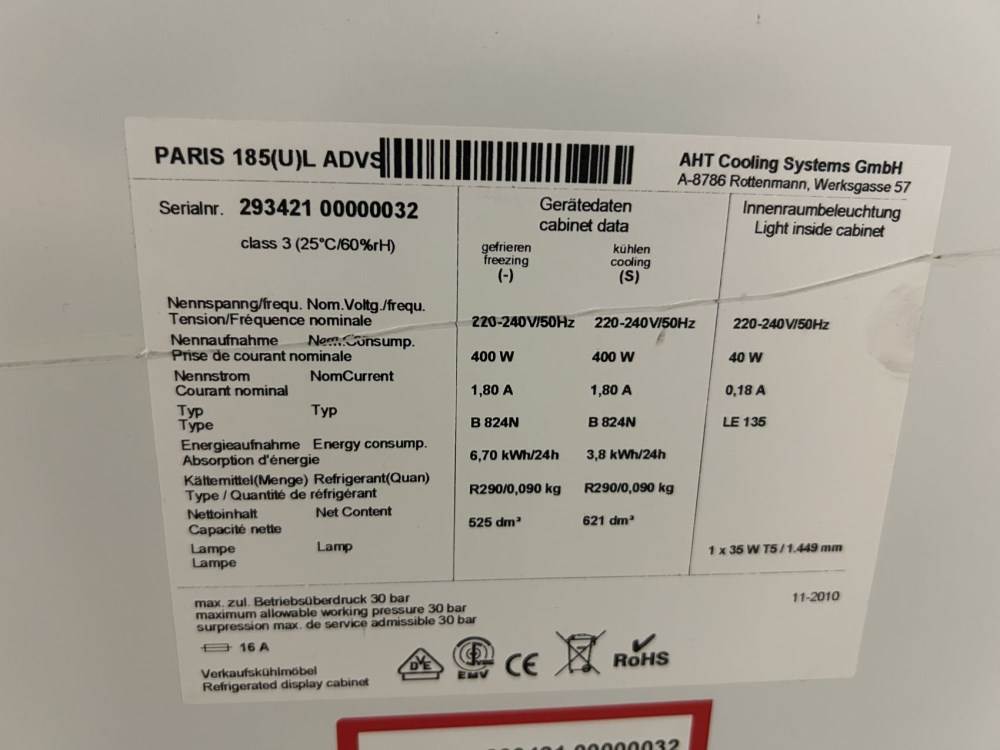 PARIS 185(U)L ADVS
AHT Cooling Systems GmbH
A-8786 Rottenmann, Werksgasse 57
Serialnr. 293421 00000032
class 3 (25°C/60%rH)
Gerätedaten
cabinet data
gefrieren kühlen
freezing cooling
(-) (S)
Innenraumbeleuchtung
Light inside cabinet
Nennspanng/frequ. Nom.Voltg./frequ.
Tension/Fréquence nominale 220-240V/50Hz 220-240V/50Hz 220-240V/50Hz
Nennaufnahme Nom.Consump.
Prise de courant nominale 400 W 400 W 40 W
Nennstrom NomCurrent
Courant nominal 1,80 A 1,80 A 0,18 A
Typ Typ
Type B 824N B 824N LE 135
Energieaufnahme Energy consump.
Absorption d'énergie 6,70 kWh/24h 3,8 kWh/24h
Kältemittel(Menge) Refrigerant(Quan)
Type / Quantité de réfrigérant R290/0,090 kg R290/0,090 kg
Nettoinhalt Net Content
Capacité nette 525 dm³ 621 dm³
Lampe Lamp 1 x 35 W T5 / 1.449 mm
Lampe
max. zul. Betriebsüberdruck 30 bar 11-2010
maximum allowable working pressure 30 bar
surpression max. de service admissible 30 bar
16 A
Verkaufskühlmöbel
Refrigerated display cabinet
DVE
EMV
CE
RoHS
293421 00000032